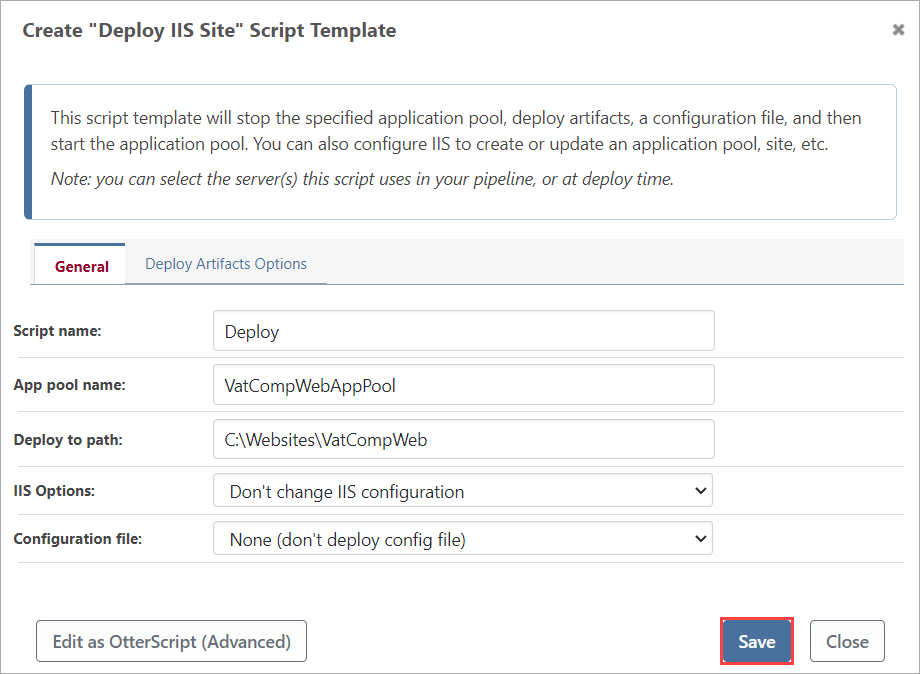 Create "Deploy IIS Site" Script Template
This script template will stop the specified application pool, deploy artifacts, a configuration file, and then
start the application pool. You can also configure IIS to create or update an application pool, site, etc.
Note: you can select the server(s) this script uses in your pipeline, or at deploy time.
General
Deploy Artifacts Options
Script name:
Deploy
App pool name:
VatCompWebAppPool
Deploy to path:
C:\Websites\VatCompWeb
IIS Options:
Don't change IIS configuration
Configuration file:
None (don't deploy config file)
Edit as OtterScript (Advanced)
Save
Close